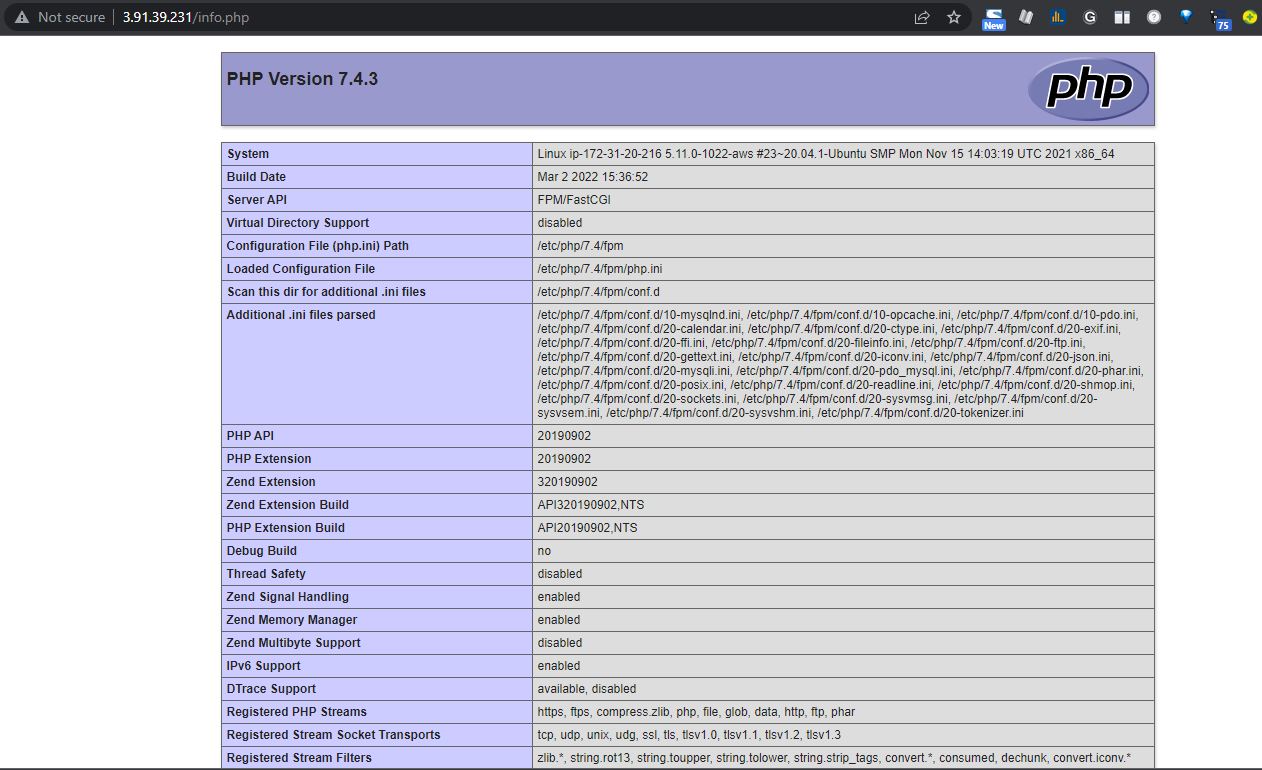 Not secure | 3.91.39.231/info.php
New
G
75
PHP Version 7.4.3
php
System Linux ip-172-31-20-216 5.11.0-1022-aws #23~20.04.1-Ubuntu SMP Mon Nov 15 14:03:19 UTC 2021 x86_64
Build Date Mar 2 2022 15:36:52
Server API FPM/FastCGI
Virtual Directory Support disabled
Configuration File (php.ini) Path /etc/php/7.4/fpm
Loaded Configuration File /etc/php/7.4/fpm/php.ini
Scan this dir for additional .ini files /etc/php/7.4/fpm/conf.d
Additional .ini files parsed /etc/php/7.4/fpm/conf.d/10-mysqlnd.ini, /etc/php/7.4/fpm/conf.d/10-opcache.ini, /etc/php/7.4/fpm/conf.d/10-pdo.ini,
/etc/php/7.4/fpm/conf.d/20-calendar.ini, /etc/php/7.4/fpm/conf.d/20-ctype.ini, /etc/php/7.4/fpm/conf.d/20-exif.ini,
/etc/php/7.4/fpm/conf.d/20-ffi.ini, /etc/php/7.4/fpm/conf.d/20-fileinfo.ini, /etc/php/7.4/fpm/conf.d/20-ftp.ini,
/etc/php/7.4/fpm/conf.d/20-gettext.ini, /etc/php/7.4/fpm/conf.d/20-iconv.ini, /etc/php/7.4/fpm/conf.d/20-json.ini,
/etc/php/7.4/fpm/conf.d/20-mysqli.ini, /etc/php/7.4/fpm/conf.d/20-pdo_mysql.ini, /etc/php/7.4/fpm/conf.d/20-phar.ini,
/etc/php/7.4/fpm/conf.d/20-posix.ini, /etc/php/7.4/fpm/conf.d/20-readline.ini, /etc/php/7.4/fpm/conf.d/20-shmop.ini,
/etc/php/7.4/fpm/conf.d/20-sockets.ini, /etc/php/7.4/fpm/conf.d/20-sysvmsg.ini, /etc/php/7.4/fpm/conf.d/20-
sysvsem.ini, /etc/php/7.4/fpm/conf.d/20-sysvshm.ini, /etc/php/7.4/fpm/conf.d/20-tokenizer.ini
PHP API 20190902
PHP Extension 20190902
Zend Extension 320190902
Zend Extension Build API320190902,NTS
PHP Extension Build API20190902,NTS
Debug Build no
Thread Safety disabled
Zend Signal Handling enabled
Zend Memory Manager enabled
Zend Multibyte Support disabled
IPv6 Support enabled
DTrace Support available, disabled
Registered PHP Streams https, ftps, compress.zlib, php, file, glob, data, http, ftp, phar
Registered Stream Socket Transports tcp, udp, unix, udg, ssl, tls, tlsv1.0, tlsv1.1, tlsv1.2, tlsv1.3
Registered Stream Filters zlib.*, string.rot13, string.toupper, string.tolower, string.strip_tags, convert.*, consumed, dechunk, convert.iconv.*